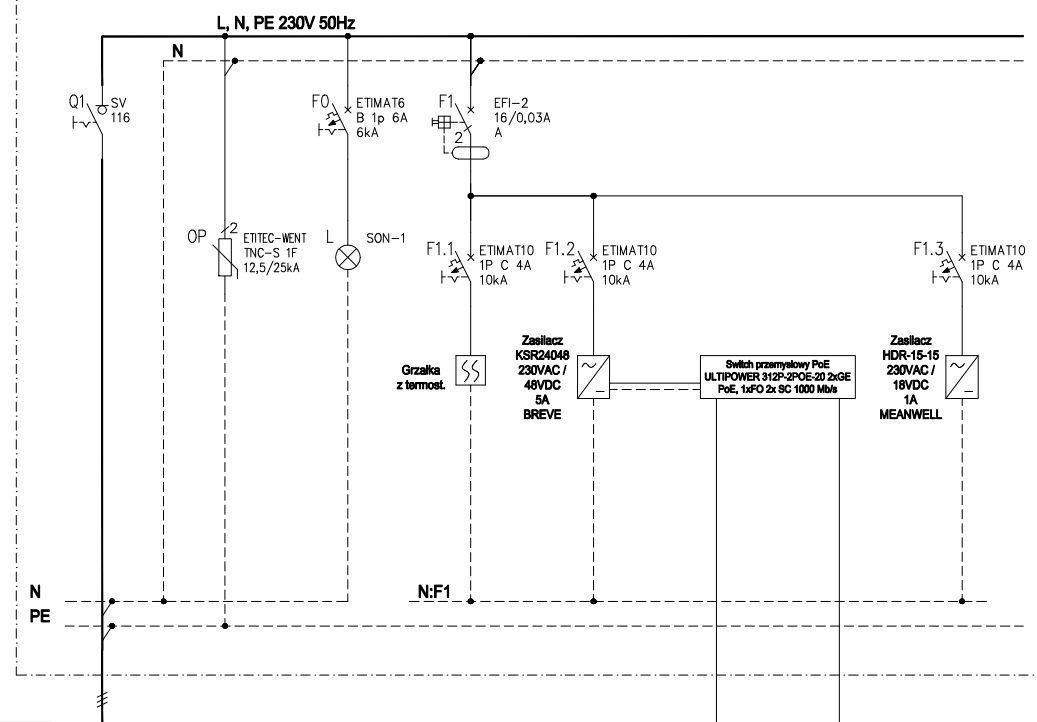 L, N, PE 230V 50Hz
N
Q1
SV
116
F0
ETIMAT6
B 1p 6A
6kA
F1
EFI-2
16/0,03A
A
2
OP
2
ETITEC-WENT
TNC-S 1F
12,5/25kA
L
SON-1
F1.1
ETIMAT10
1P C 4A
10kA
F1.2
ETIMAT10
1P C 4A
10kA
F1.3
ETIMAT10
1P C 4A
10kA
Grzałka
z termost.
Zasilacz
KSR24048
230VAC /
48VDC
5A
BREVE
Switch przemysłowy PoE
ULTIPOWER 312P-2POE-20 2xGE
PoE, 1xFO 2x SC 1000 Mb/s
Zasilacz
HDR-15-15
230VAC /
18VDC
1A
MEANWELL
N
N:F1
PE